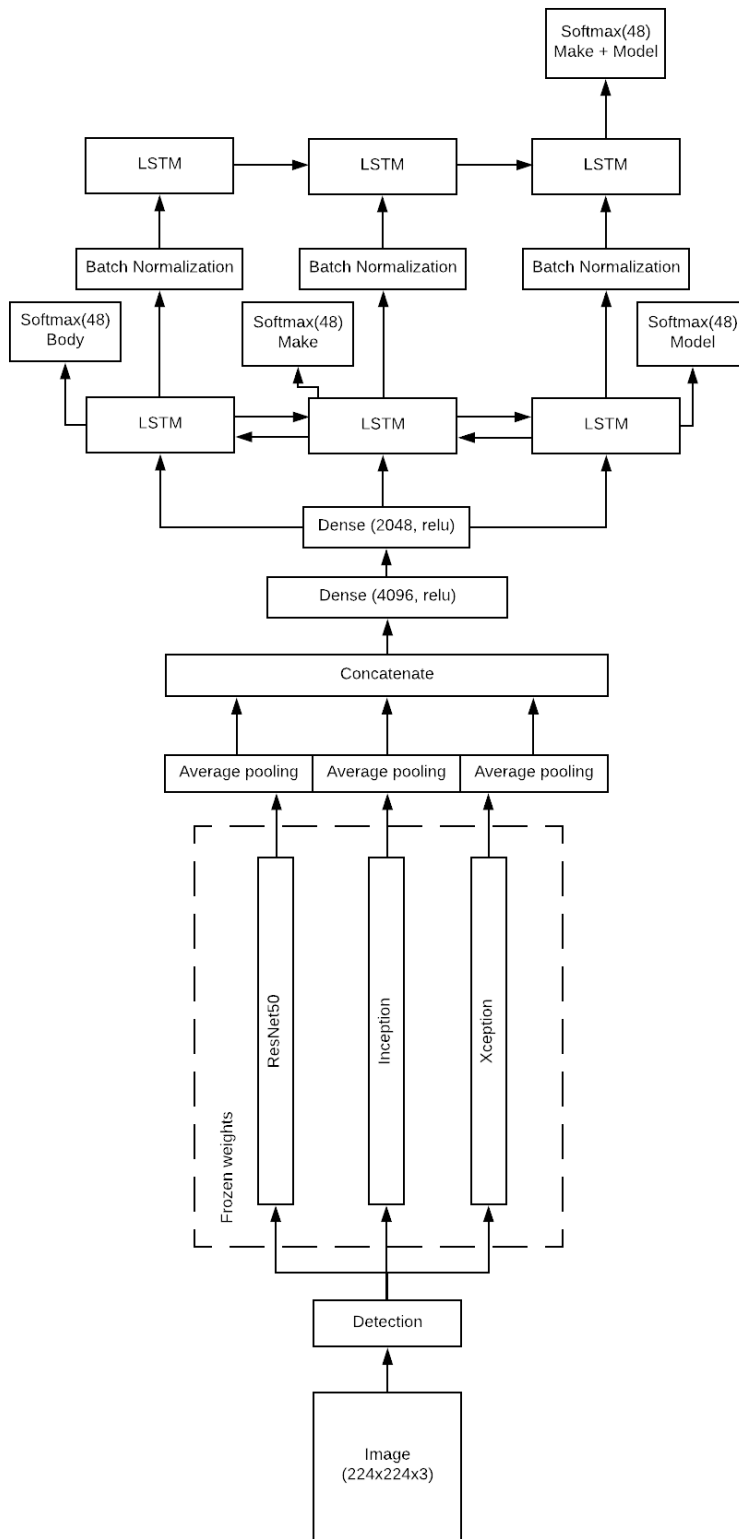 Softmax(48)
Make + Model
LSTM
LSTM
LSTM
Batch Normalization
Batch Normalization
Batch Normalization
Softmax(48)
Body
Softmax(48)
Make
Softmax(48)
Model
LSTM
LSTM
LSTM
Dense (2048, relu)
Dense (4096, relu)
Concatenate
Average pooling
Average pooling
Average pooling
Frozen weights
ResNet50
Inception
Xception
Detection
Image
(224x224x3)